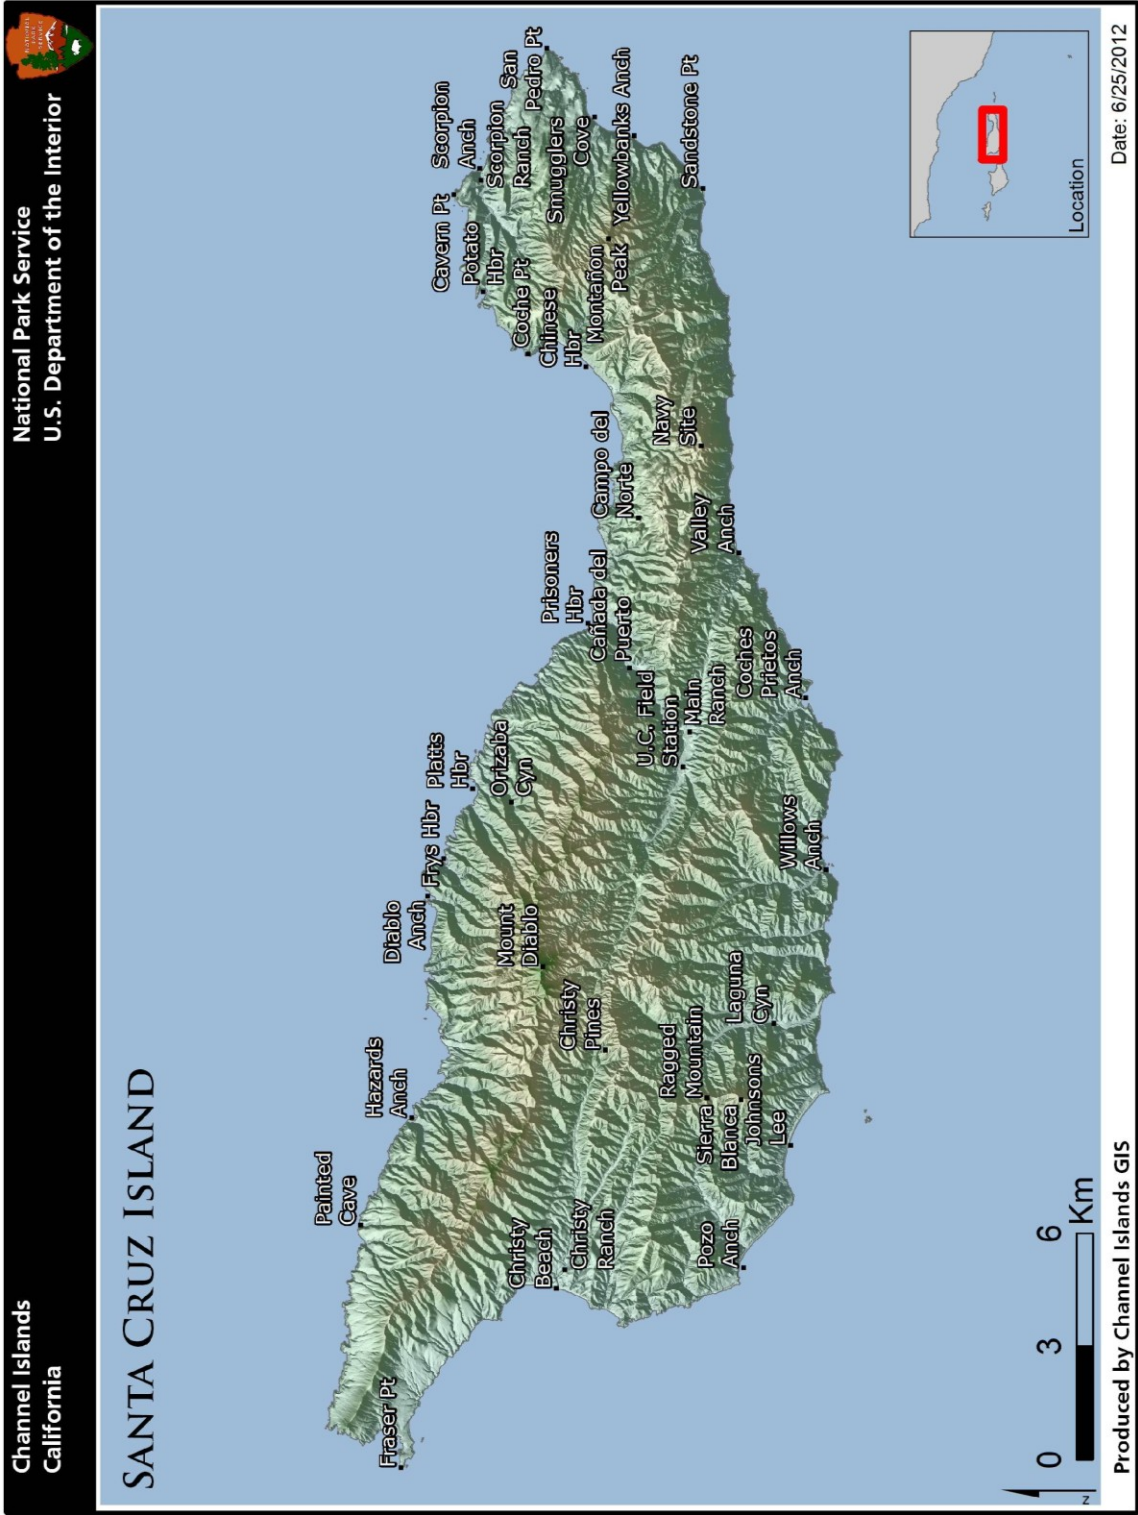 Channel Islands
California
National Park Service
U.S. Department of the Interior
SANTA CRUZ ISLAND
Fraser Pt
Painted
Cave
Hazards
Anch
Diablo
Anch
Frys Hbr
Platts
Hbr
Orizaba
Cyn
Mount
Diablo
Christy
Pines
Christy
Beach
Christy
Ranch
Pozo
Anch
Ragged
Mountain
Sierra
Blanca
Johnsons
Lee
Laguna
Cyn
Willows
Anch
U.C. Field
Station
Main
Ranch
Coches
Prietos
Anch
Prisoners
Hbr
Cañada del
Puerto
Campo del
Norte
Valley
Anch
Navy
Site
Chinese
Hbr
Coche Pt
Potato
Hbr
Cavern Pt
Scorpion
Anch
Scorpion
Ranch
San
Pedro Pt
Smugglers
Cove
Montañon
Peak
Yellowbanks Anch
Sandstone Pt
Location
N
0 3 6
Km
Produced by Channel Islands GIS
Date: 6/25/2012